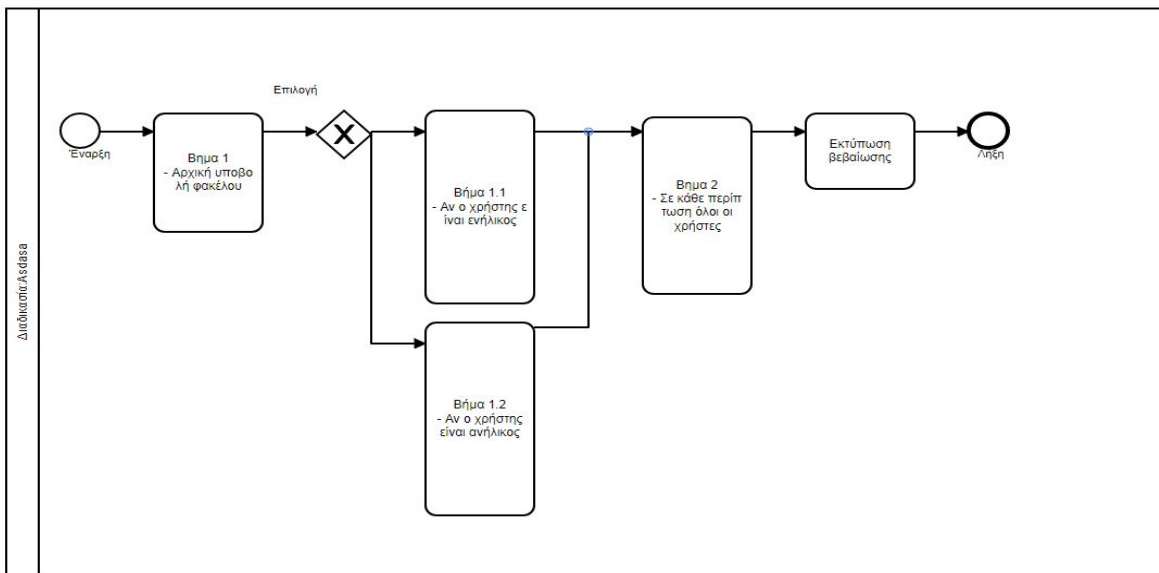 Διαδικασία:Asdasa
Έναρξη
Βημα 1
- Αρχική υποβο
λή φακέλου
Επιλογή
X
Βήμα 1.1
- Αν ο χρήστης ε
ίναι ενήλικος
Βήμα 1.2
- Αν ο χρήστης
είναι ανήλικος
Βημα 2
- Σε κάθε περίπ
τωση όλοι οι
χρήστες
Εκτύπωση
βεβαίωσης
Λήξη